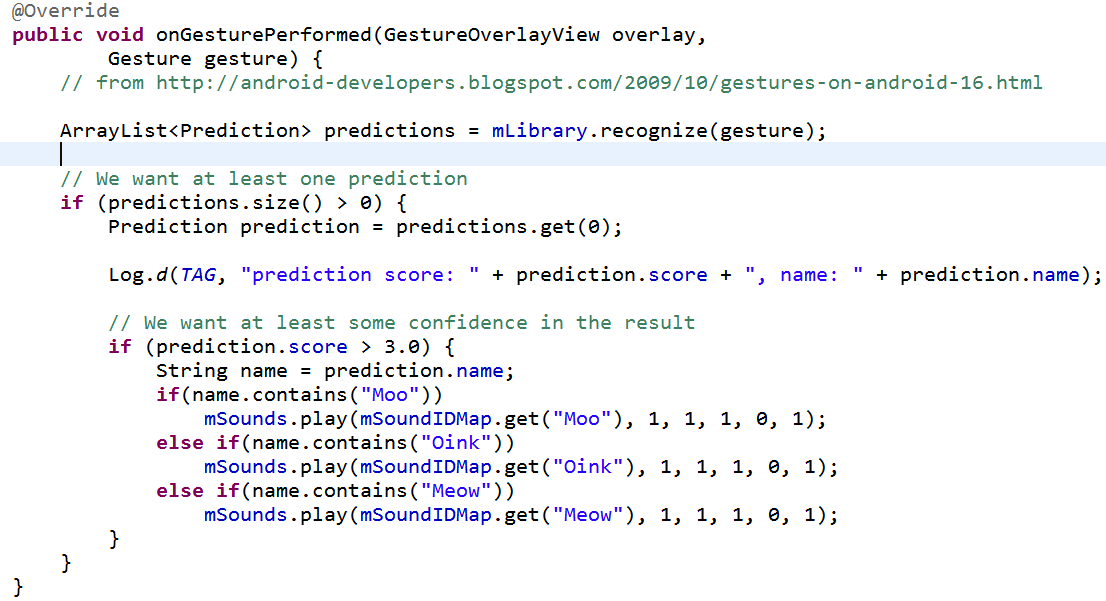 @Override
public void onGesturePerformed(GestureOverlayView overlay,
        Gesture gesture) {
    // from http://android-developers.blogspot.com/2009/10/gestures-on-android-16.html

    ArrayList<Prediction> predictions = mLibrary.recognize(gesture);

    // We want at least one prediction
    if (predictions.size() > 0) {
        Prediction prediction = predictions.get(0);

        Log.d(TAG, "prediction score: " + prediction.score + ", name: " + prediction.name);

        // We want at least some confidence in the result
        if (prediction.score > 3.0) {
            String name = prediction.name;
            if(name.contains("Moo"))
                mSounds.play(mSoundIDMap.get("Moo"), 1, 1, 1, 0, 1);
            else if(name.contains("Oink"))
                mSounds.play(mSoundIDMap.get("Oink"), 1, 1, 1, 0, 1);
            else if(name.contains("Meow"))
                mSounds.play(mSoundIDMap.get("Meow"), 1, 1, 1, 0, 1);
        }
    }
}